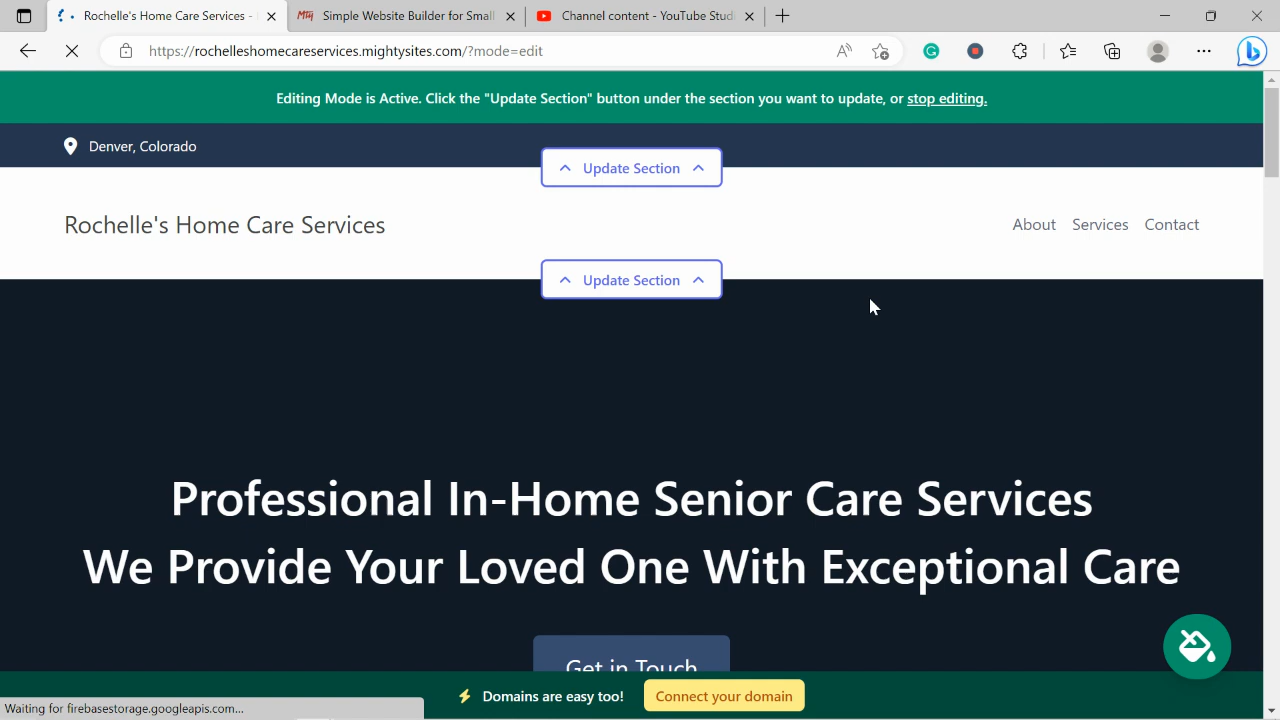 Rochelle's Home Care Services -
Simple Website Builder for Small
Channel content - YouTube Studi
https://rochelleshomecareservices.mightysites.com/?mode=edit
Editing Mode is Active. Click the "Update Section" button under the section you want to update, or stop editing.
Denver, Colorado
Update Section
Rochelle's Home Care Services
About Services Contact
Update Section
Professional In-Home Senior Care Services
We Provide Your Loved One With Exceptional Care
Get in Touch
Domains are easy too! Connect your domain
Waiting for firebasestorage.googleapis.com...